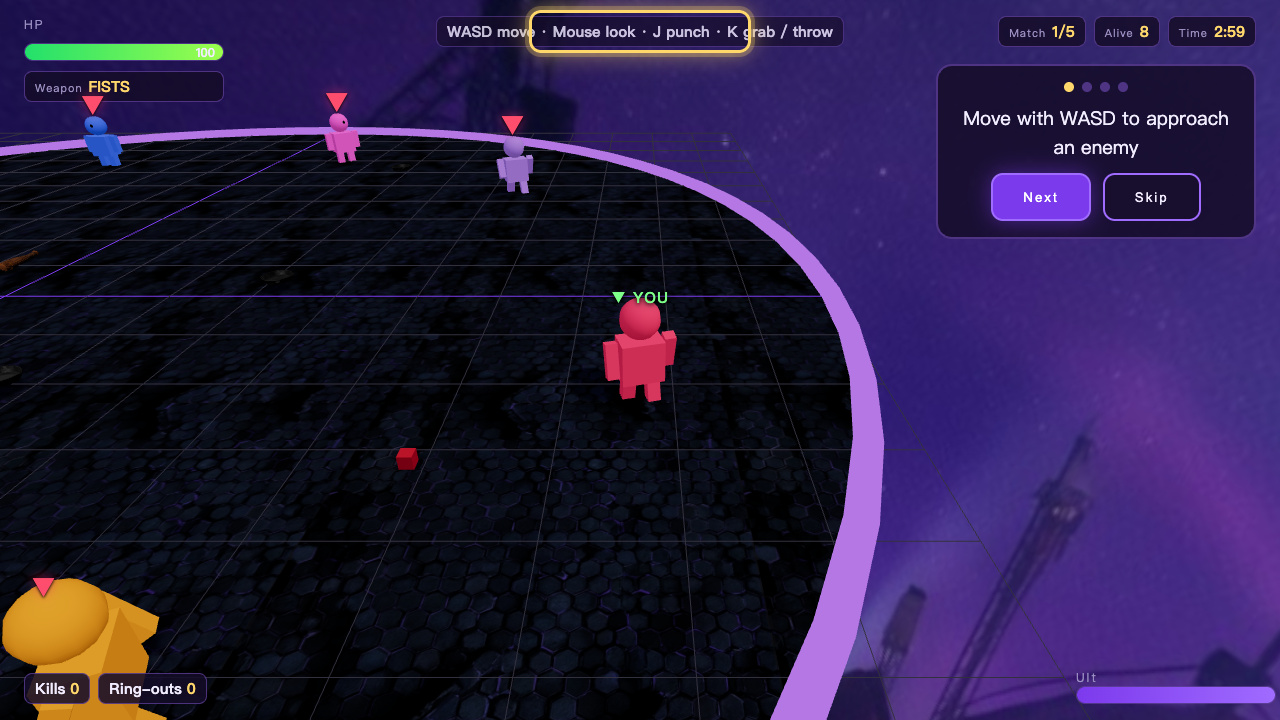 HP
100
Weapon FISTS
WASD move · Mouse look · J punch · K grab / throw
Match 1/5
Alive 8
Time 2:59
Move with WASD to approach
an enemy
Next
Skip
YOU
Kills 0
Ring-outs 0
Ult